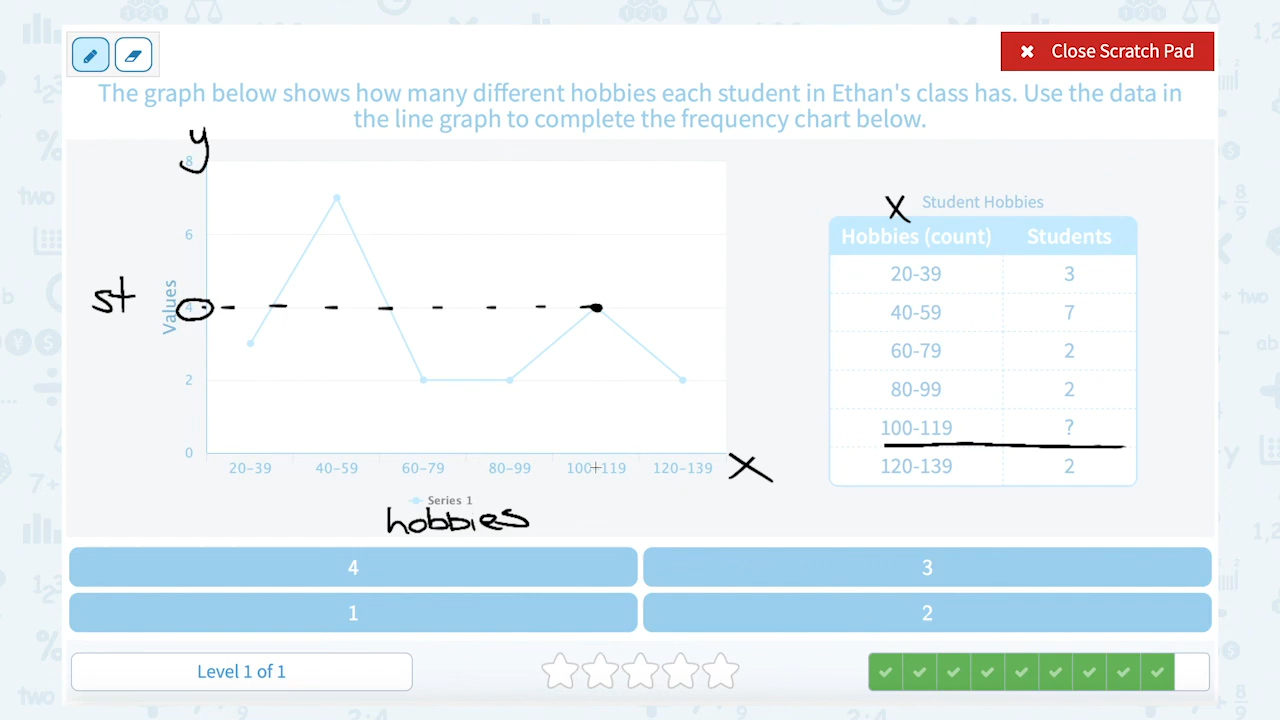 Close Scratch Pad
The graph below shows how many different hobbies each student in Ethan's class has. Use the data in
the line graph to complete the frequency chart below.
y
8
6
4
2
0
st
Values
20-39 40-59 60-79 80-99 100-119 120-139
x
Series 1
hobbies
x Student Hobbies
Hobbies (count) Students
20-39 3
40-59 7
60-79 2
80-99 2
100-119 ?
120-139 2
4 3
1 2
Level 1 of 1